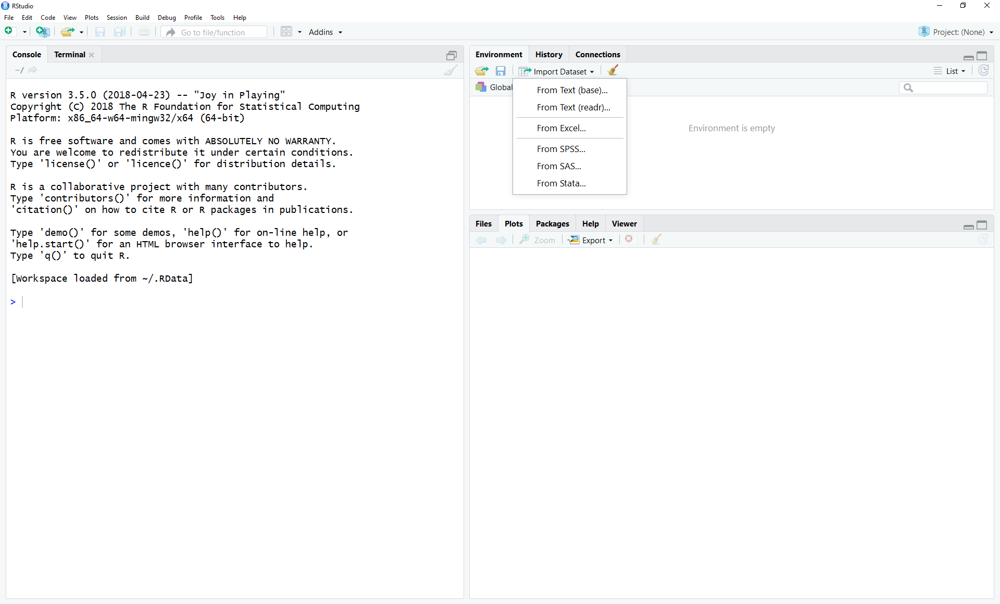 RStudio
File Edit Code View Plots Session Build Debug Profile Tools Help
Go to file/function Addins Project: (None)
Console Terminal
~/
R version 3.5.0 (2018-04-23) -- "Joy in Playing"
Copyright (C) 2018 The R Foundation for Statistical Computing
Platform: x86_64-w64-mingw32/x64 (64-bit)
R is free software and comes with ABSOLUTELY NO WARRANTY.
You are welcome to redistribute it under certain conditions.
Type 'license()' or 'licence()' for distribution details.
R is a collaborative project with many contributors.
Type 'contributors()' for more information and
'citation()' on how to cite R or R packages in publications.
Type 'demo()' for some demos, 'help()' for on-line help, or
'help.start()' for an HTML browser interface to help.
Type 'q()' to quit R.
[Workspace loaded from ~/.RData]
>
Environment History Connections
Import Dataset List
Global
From Text (base)...
From Text (readr)...
From Excel...
From SPSS...
From SAS...
From Stata...
Environment is empty
Files Plots Packages Help Viewer
Zoom Export